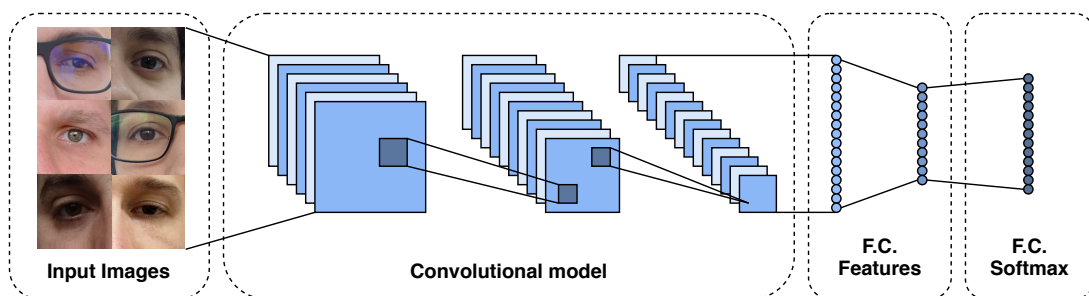 Input Images
Convolutional model
F.C.
Features
F.C.
Softmax